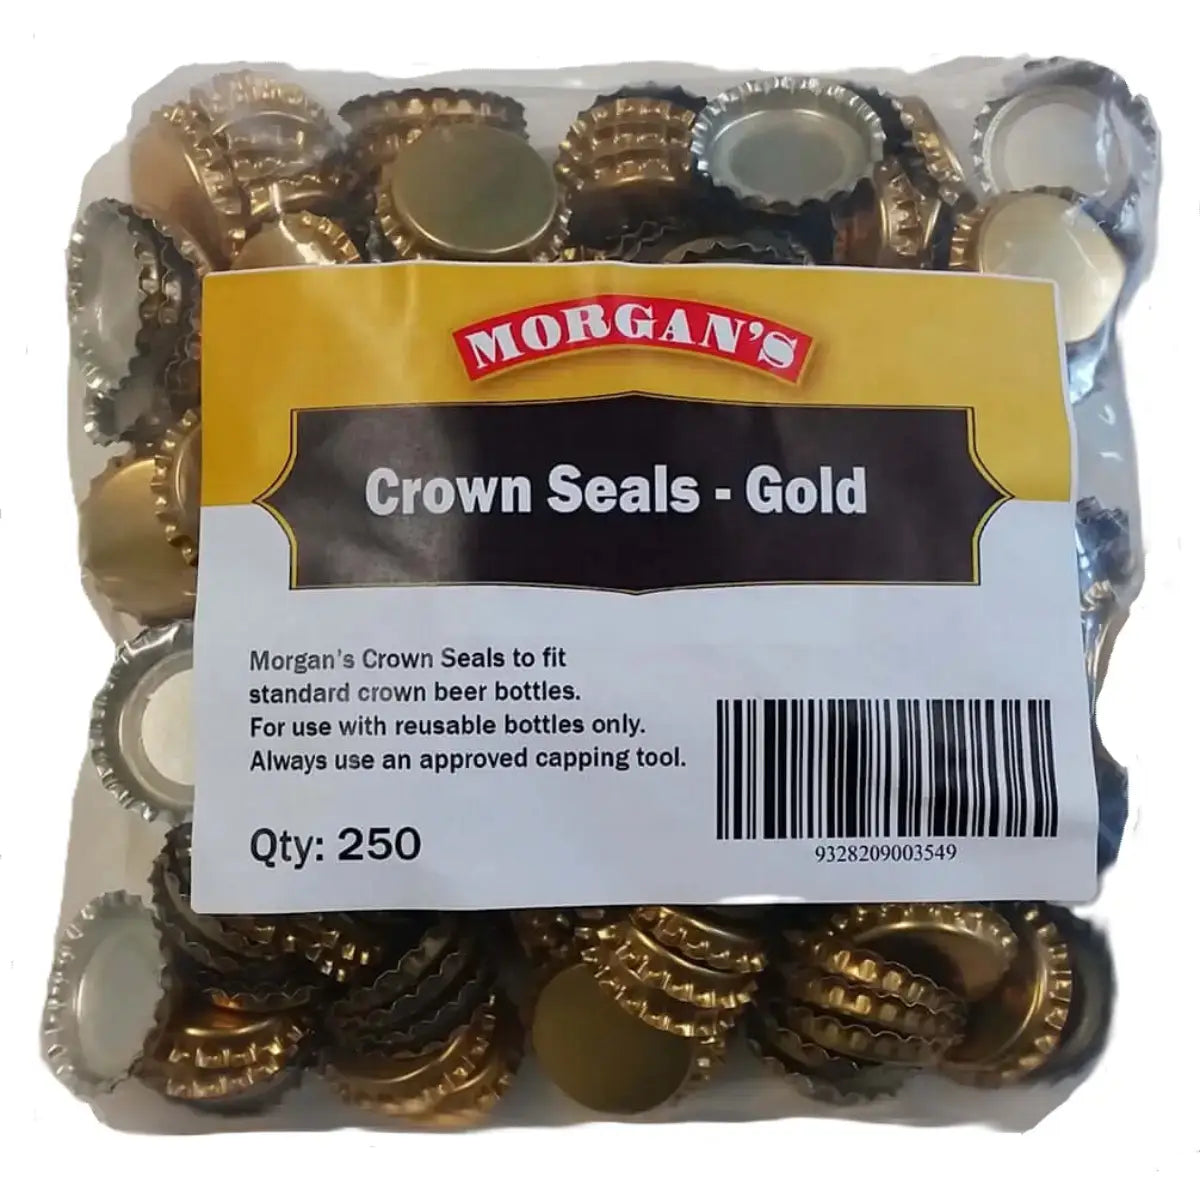 MORGAN'S
Crown Seals - Gold
Morgan's Crown Seals to fit
standard crown beer bottles.
For use with reusable bottles only.
Always use an approved capping tool.
Qty: 250
9328209003549